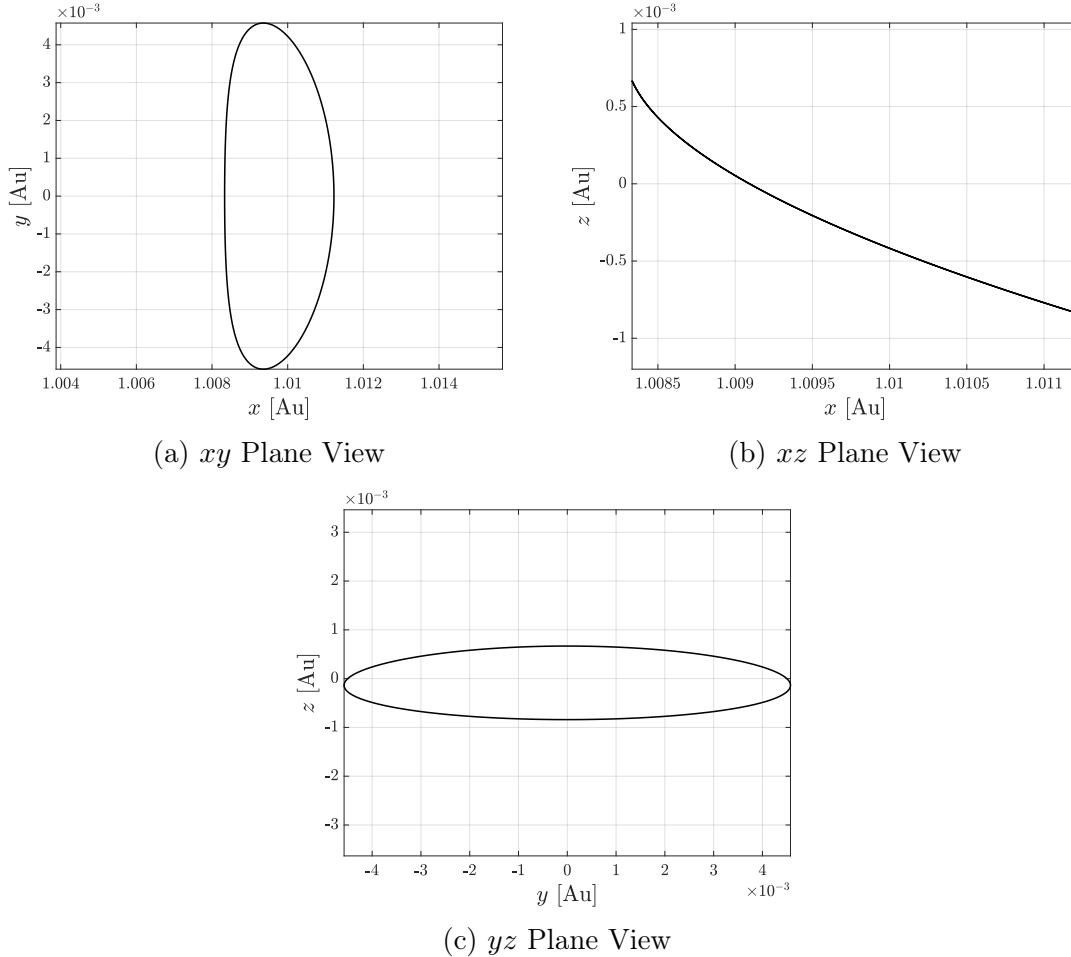 ×10⁻³
4
3
2
1
0
-1
-2
-3
-4
y [Au]
1.004 1.006 1.008 1.01 1.012 1.014
x [Au]
(a) xy Plane View
×10⁻³
1
0.5
0
-0.5
-1
z [Au]
1.0085 1.009 1.0095 1.01 1.0105 1.011
x [Au]
(b) xz Plane View
×10⁻³
3
2
1
0
-1
-2
-3
z [Au]
-4 -3 -2 -1 0 1 2 3 4
y [Au]
×10⁻³
(c) yz Plane View